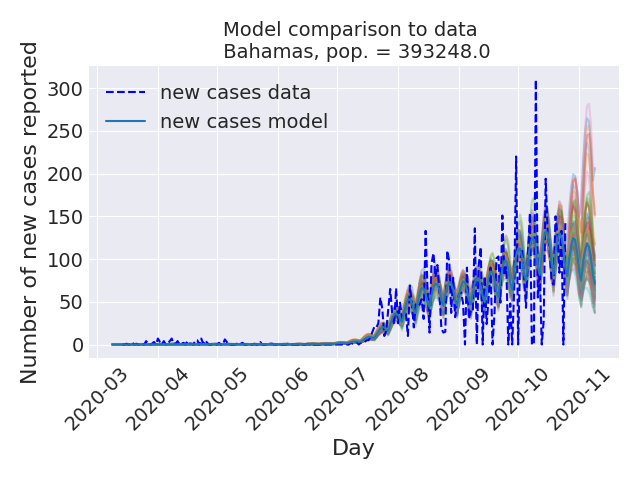 Model comparison to data
Bahamas, pop. = 393248.0
Number of new cases reported
300
250
200
150
100
50
0
new cases data
new cases model
2020-03
2020-04
2020-05
2020-06
2020-07
2020-08
2020-09
2020-10
2020-11
Day